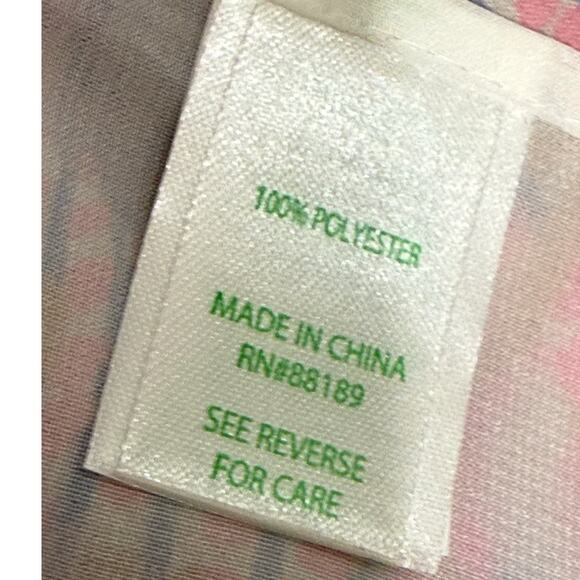 100% POLYESTER
MADE IN CHINA
RN#88189
SEE REVERSE
FOR CARE